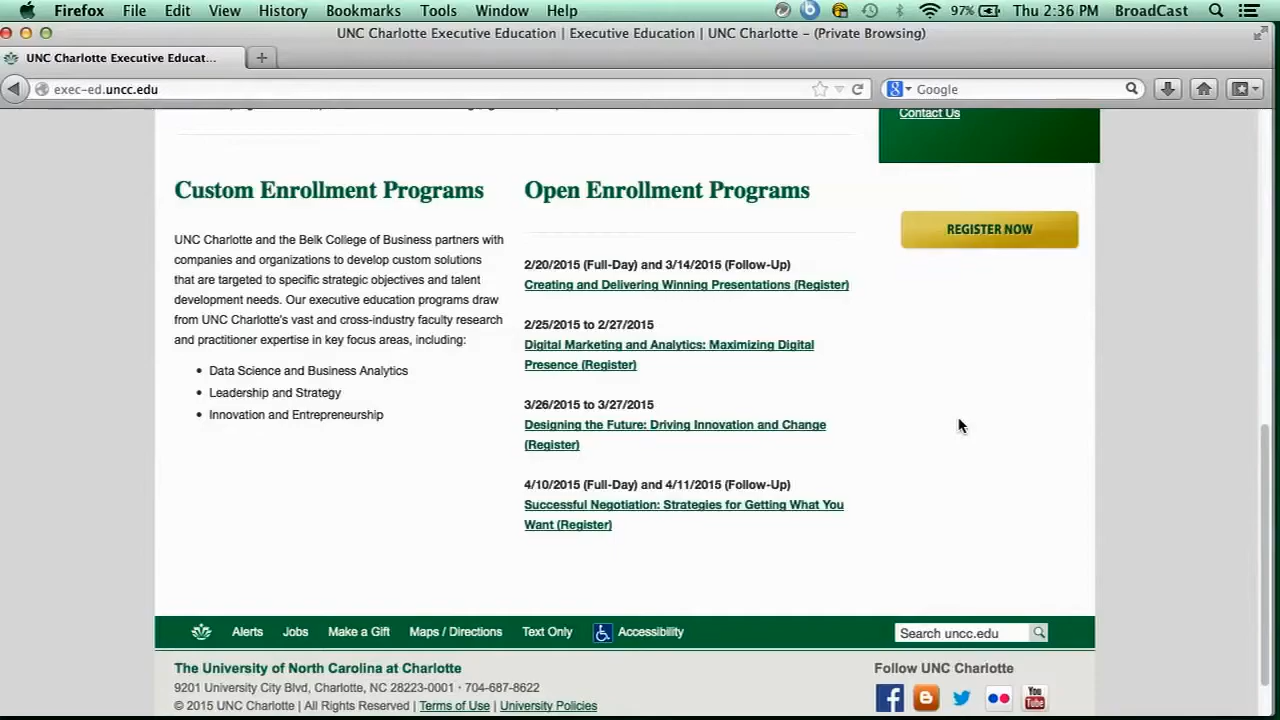 Firefox File Edit View History Bookmarks Tools Window Help 97% Thu 2:36 PM BroadCast
UNC Charlotte Executive Education | Executive Education | UNC Charlotte – (Private Browsing)
UNC Charlotte Executive Educat...
exec-ed.uncc.edu
Google
Contact Us
Custom Enrollment Programs
UNC Charlotte and the Belk College of Business partners with
companies and organizations to develop custom solutions
that are targeted to specific strategic objectives and talent
development needs. Our executive education programs draw
from UNC Charlotte's vast and cross-industry faculty research
and practitioner expertise in key focus areas, including:
• Data Science and Business Analytics
• Leadership and Strategy
• Innovation and Entrepreneurship
Open Enrollment Programs
2/20/2015 (Full-Day) and 3/14/2015 (Follow-Up)
Creating and Delivering Winning Presentations (Register)
2/25/2015 to 2/27/2015
Digital Marketing and Analytics: Maximizing Digital
Presence (Register)
3/26/2015 to 3/27/2015
Designing the Future: Driving Innovation and Change
(Register)
4/10/2015 (Full-Day) and 4/11/2015 (Follow-Up)
Successful Negotiation: Strategies for Getting What You
Want (Register)
REGISTER NOW
Alerts Jobs Make a Gift Maps / Directions Text Only Accessibility
Search uncc.edu
The University of North Carolina at Charlotte
9201 University City Blvd, Charlotte, NC 28223-0001 · 704-687-8622
© 2015 UNC Charlotte | All Rights Reserved | Terms of Use | University Policies
Follow UNC Charlotte
You
Tube